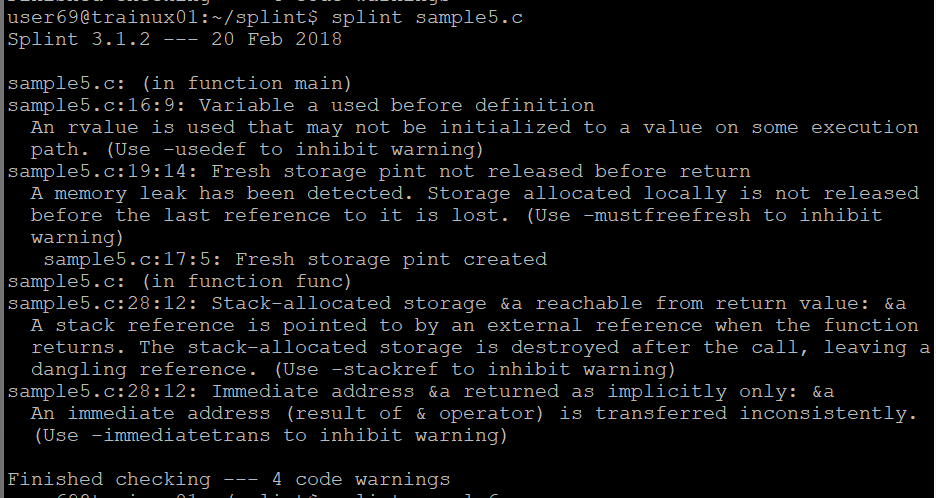 Finished checking --- 4 code warnings
user69@trainux01:~/splint$ splint sample5.c
Splint 3.1.2 --- 20 Feb 2018
sample5.c: (in function main)
sample5.c:16:9: Variable a used before definition
An rvalue is used that may not be initialized to a value on some execution
path. (Use -usedef to inhibit warning)
sample5.c:19:14: Fresh storage pint not released before return
A memory leak has been detected. Storage allocated locally is not released
before the last reference to it is lost. (Use -mustfreefresh to inhibit
warning)
sample5.c:17:5: Fresh storage pint created
sample5.c: (in function func)
sample5.c:28:12: Stack-allocated storage &a reachable from return value: &a
A stack reference is pointed to by an external reference when the function
returns. The stack-allocated storage is destroyed after the call, leaving a
dangling reference. (Use -stackref to inhibit warning)
sample5.c:28:12: Immediate address &a returned as implicitly only: &a
An immediate address (result of & operator) is transferred inconsistently.
(Use -immediatetrans to inhibit warning)
Finished checking --- 4 code warnings